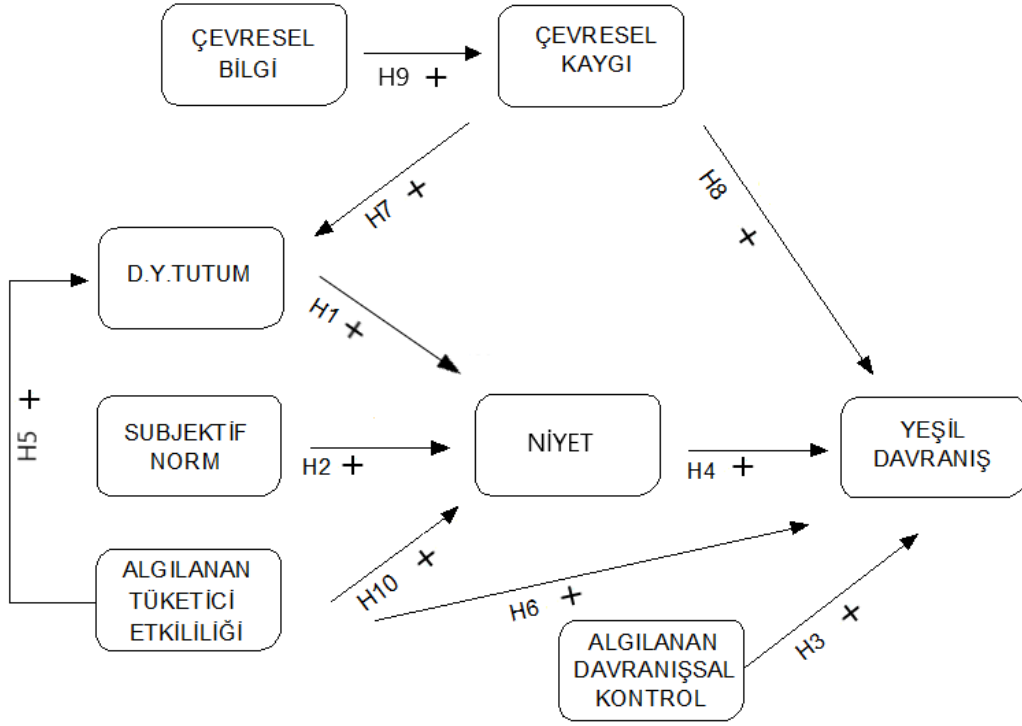 ÇEVRESEL
BİLGİ
H9 +
ÇEVRESEL
KAYGI
H7 +
H8 +
D.Y.TUTUM
H1 +
H5 +
SUBJEKTİF
NORM
H2 +
NİYET
H4 +
YEŞİL
DAVRANIŞ
ALGILANAN
TÜKETİCİ
ETKİLİLİĞİ
H10 +
H6 +
ALGILANAN
DAVRANIŞSAL
KONTROL
H3 +